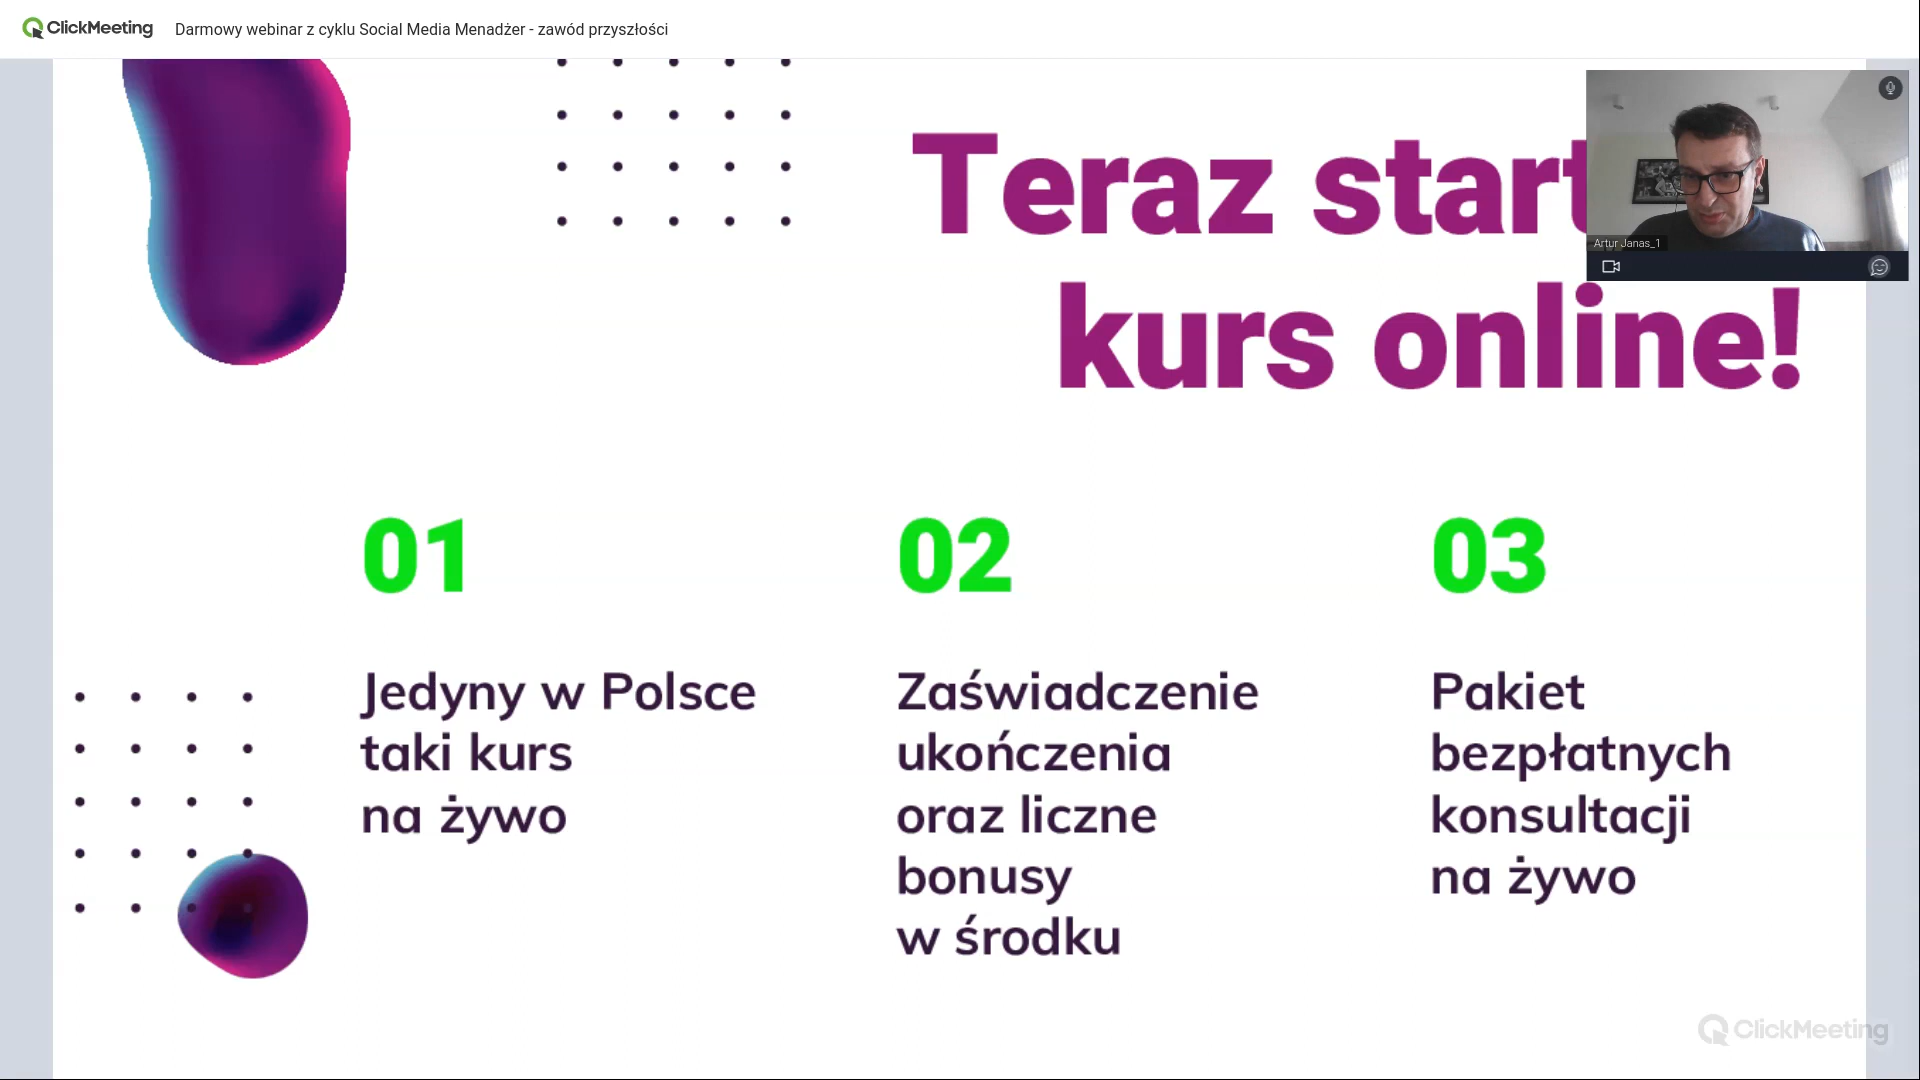 ClickMeeting
Darmowy webinar z cyklu Social Media Menadżer - zawód przyszłości
Teraz start
kurs online!
Artur Janas_1
01
Jedyny w Polsce
taki kurs
na żywo
02
Zaświadczenie
ukończenia
oraz liczne
bonusy
w środku
03
Pakiet
bezpłatnych
konsultacji
na żywo
ClickMeeting